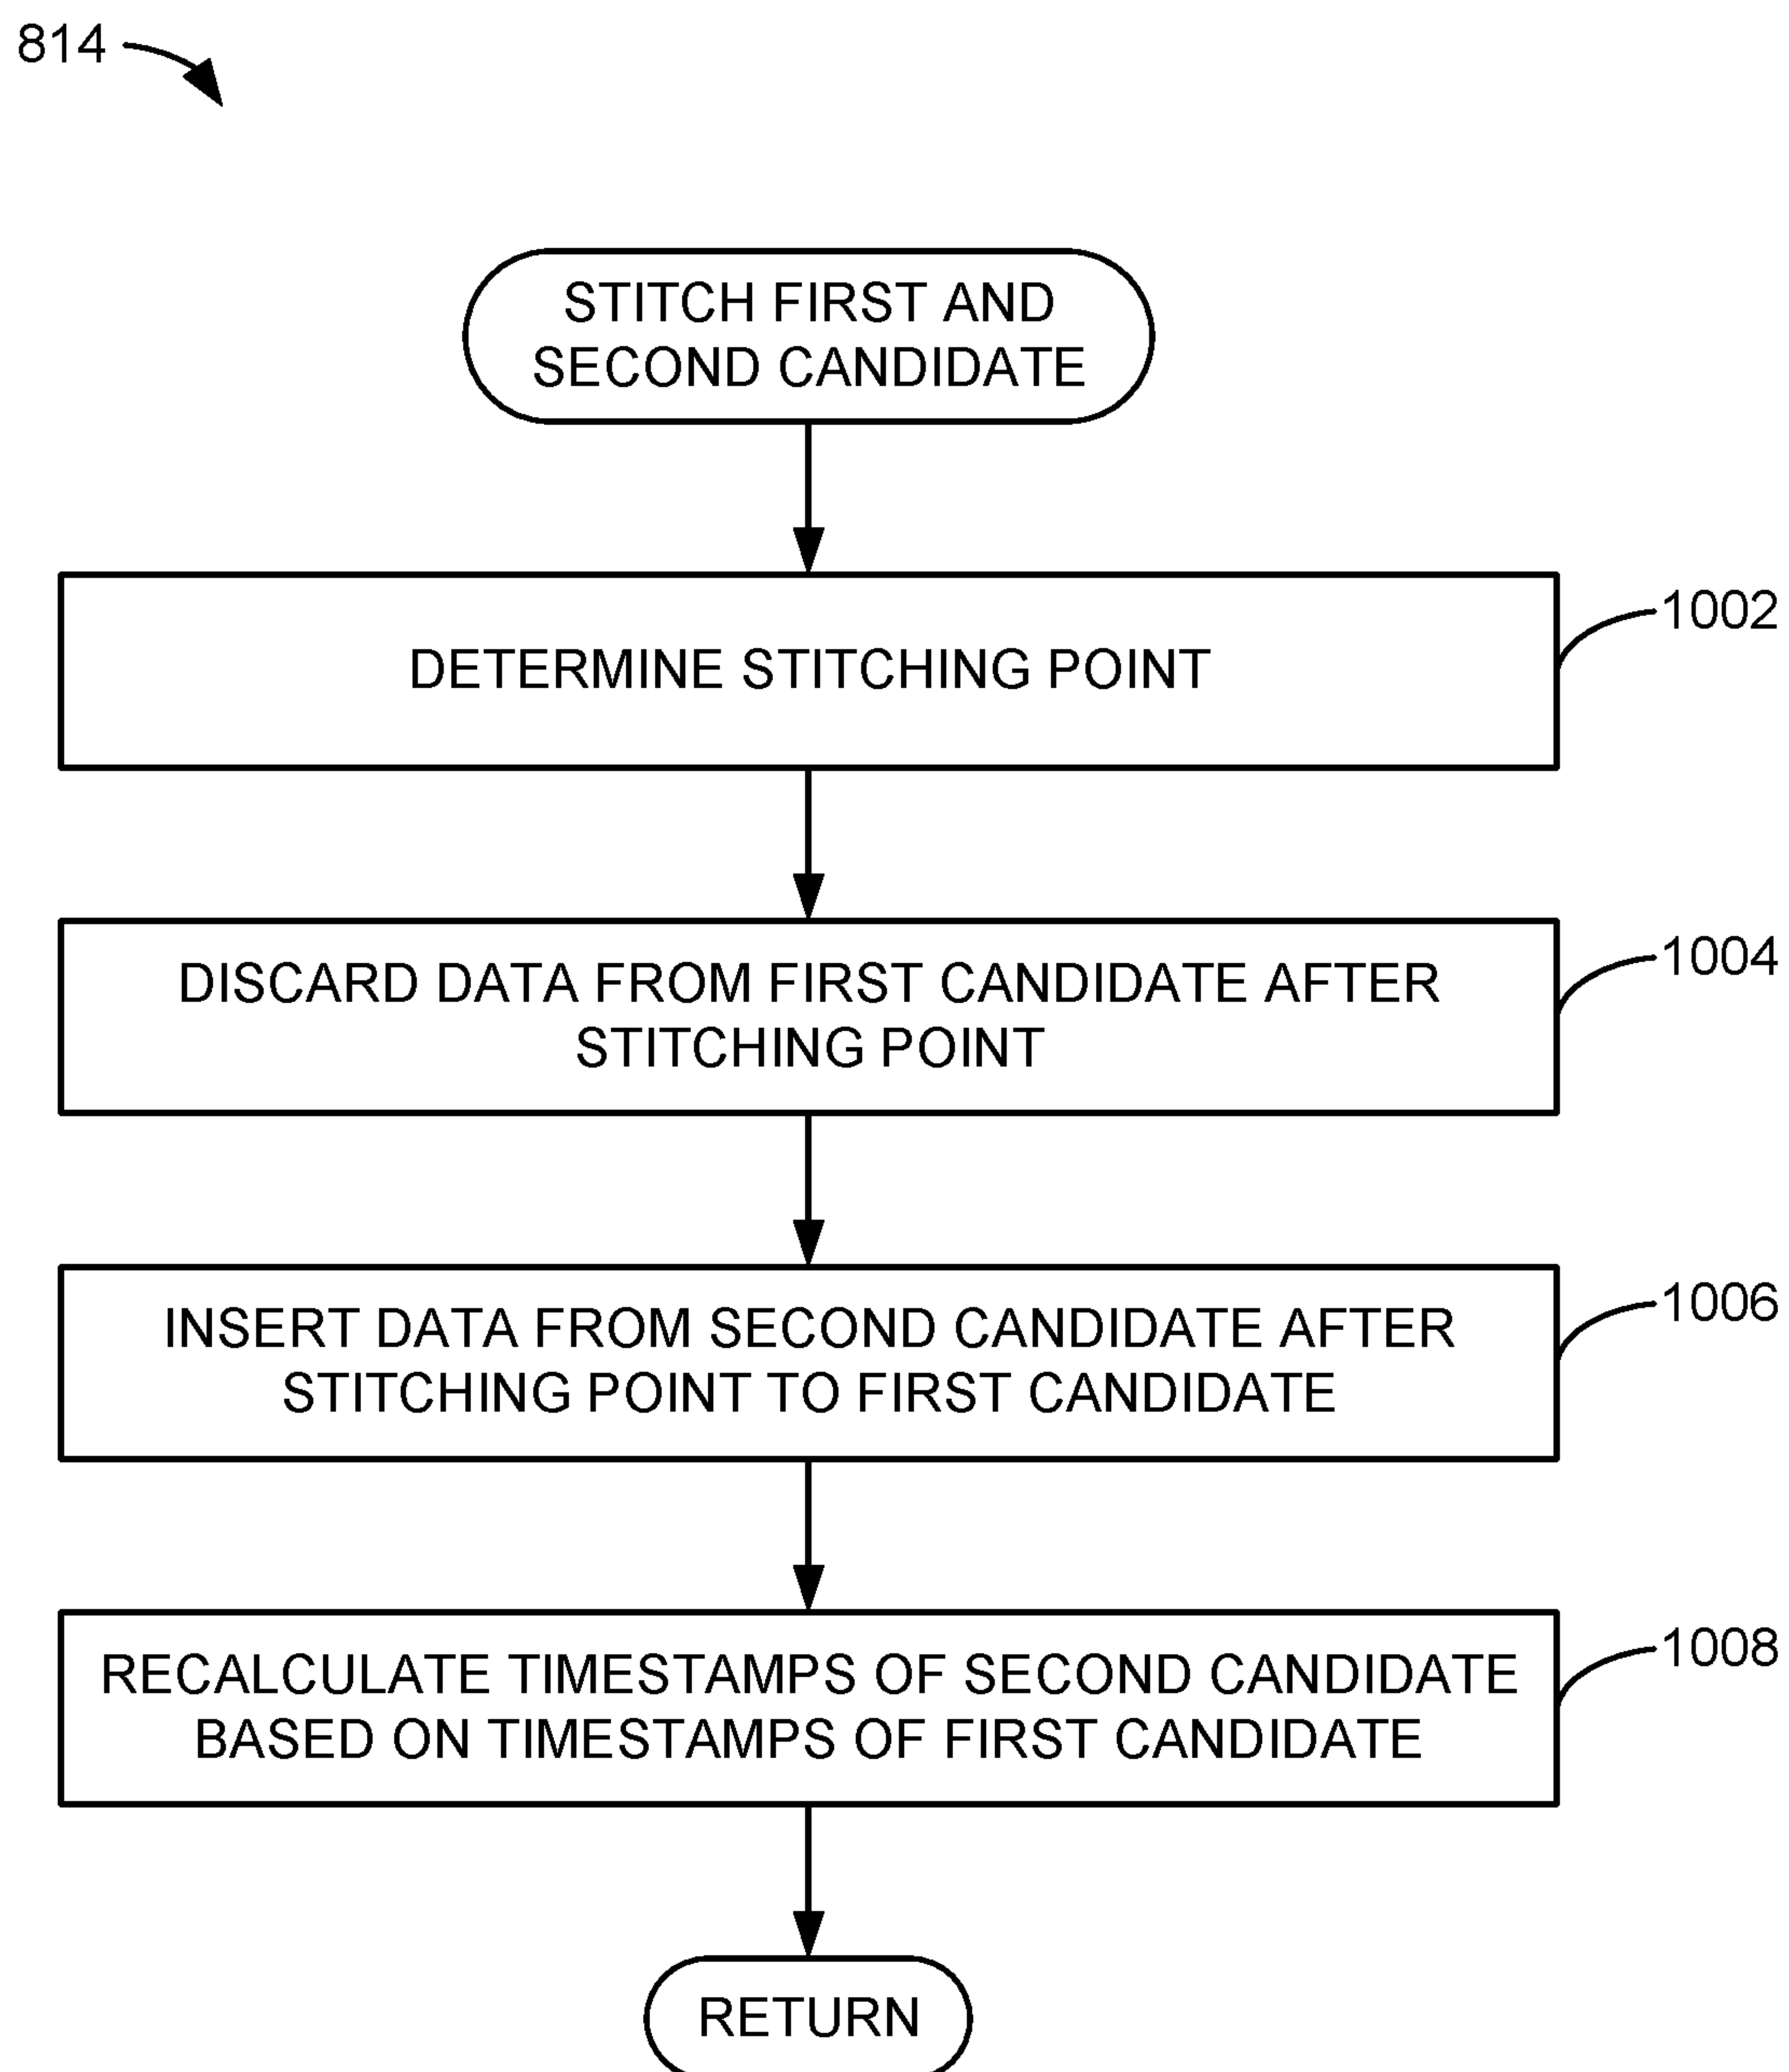 814
STITCH FIRST AND
SECOND CANDIDATE
DETERMINE STITCHING POINT
1002
DISCARD DATA FROM FIRST CANDIDATE AFTER
STITCHING POINT
1004
INSERT DATA FROM SECOND CANDIDATE AFTER
STITCHING POINT TO FIRST CANDIDATE
1006
RECALCULATE TIMESTAMPS OF SECOND CANDIDATE
BASED ON TIMESTAMPS OF FIRST CANDIDATE
1008
RETURN